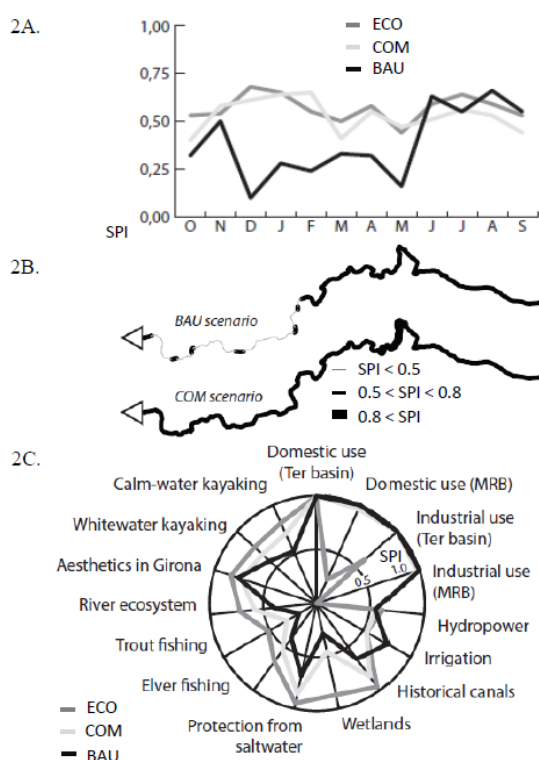 2A.
1,00
0,75
0,50
0,25
0,00
ECO
COM
BAU
SPI
O N D J F M A M J J A S
2B.
BAU scenario
COM scenario
SPI < 0.5
0.5 < SPI < 0.8
0.8 < SPI
2C.
Domestic use
(Ter basin)
Domestic use (MRB)
Industrial use
(Ter basin)
Industrial use
(MRB)
Hydropower
Irrigation
Historical canals
Wetlands
Protection from
saltwater
Elver fishing
Trout fishing
River ecosystem
Aesthetics in Girona
Whitewater kayaking
Calm-water kayaking
SPI
0.5
1.0
ECO
COM
BAU